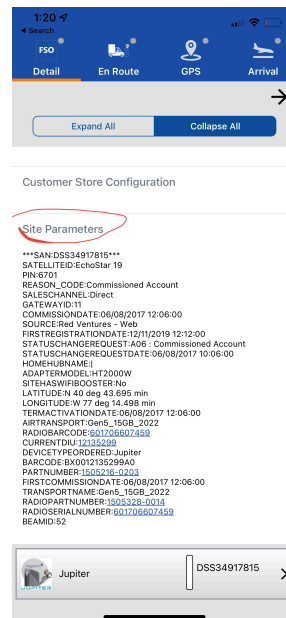 1:20
Search
FSO
Detail
En Route
GPS
Arrival
Expand All
Collapse All
Customer Store Configuration
Site Parameters
***SAN:DSS34917815***
SATELLITEID:EchoStar 19
PIN:6701
REASON_CODE:Commissioned Account
SALESCHANNEL:Direct
GATEWAYID:11
COMMISSIONDATE:06/08/2017 12:06:00
SOURCE:Red Ventures - Web
FIRSTREGISTRATIONDATE:12/11/2019 12:12:00
STATUSCHANGEREQUEST:A06 : Commissioned Account
STATUSCHANGEREQUESTDATE:06/08/2017 10:06:00
HOMEHUBNAME:|
ADAPTERMODEL:HT2000W
SITEHASWIFIBOOSTER:No
LATITUDE:N 40 deg 43.695 min
LONGITUDE:W 77 deg 14.498 min
TERMACTIVATIONDATE:06/08/2017 12:06:00
AIRTRANSPORT:Gen5_15GB_2022
RADIOBARCODE:601706607459
CURRENTDIU:12135299
DEVICETYPEORDERED:Jupiter
BARCODE:BX0012135299A0
PARTNUMBER:1505216-0203
FIRSTCOMMISSIONDATE:06/08/2017 12:06:00
TRANSPORTNAME:Gen5_15GB_2022
RADIOPARTNUMBER:1505328-0014
RADIOSERIALNUMBER:601706607459
BEAMID:52
JUPITER
Jupiter
DSS34917815